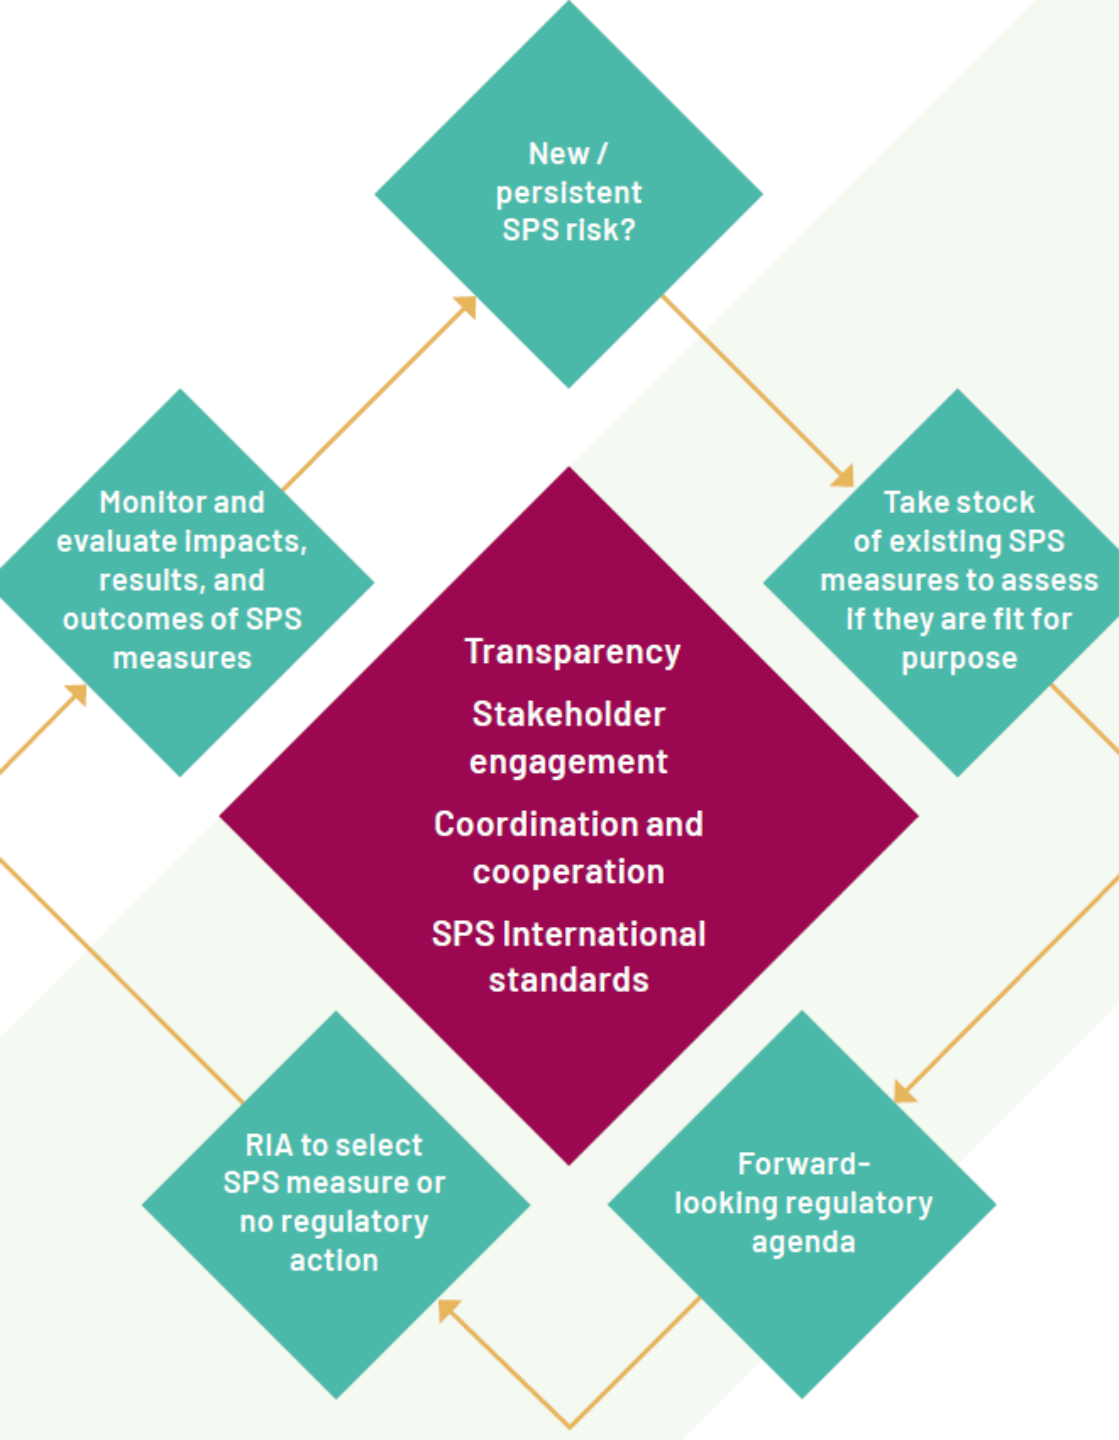 New /
persistent
SPS risk?
Take stock
of existing SPS
measures to assess
if they are fit for
purpose
Forward-
looking regulatory
agenda
RIA to select
SPS measure or
no regulatory
action
Monitor and
evaluate impacts,
results, and
outcomes of SPS
measures
Transparency
Stakeholder
engagement
Coordination and
cooperation
SPS International
standards